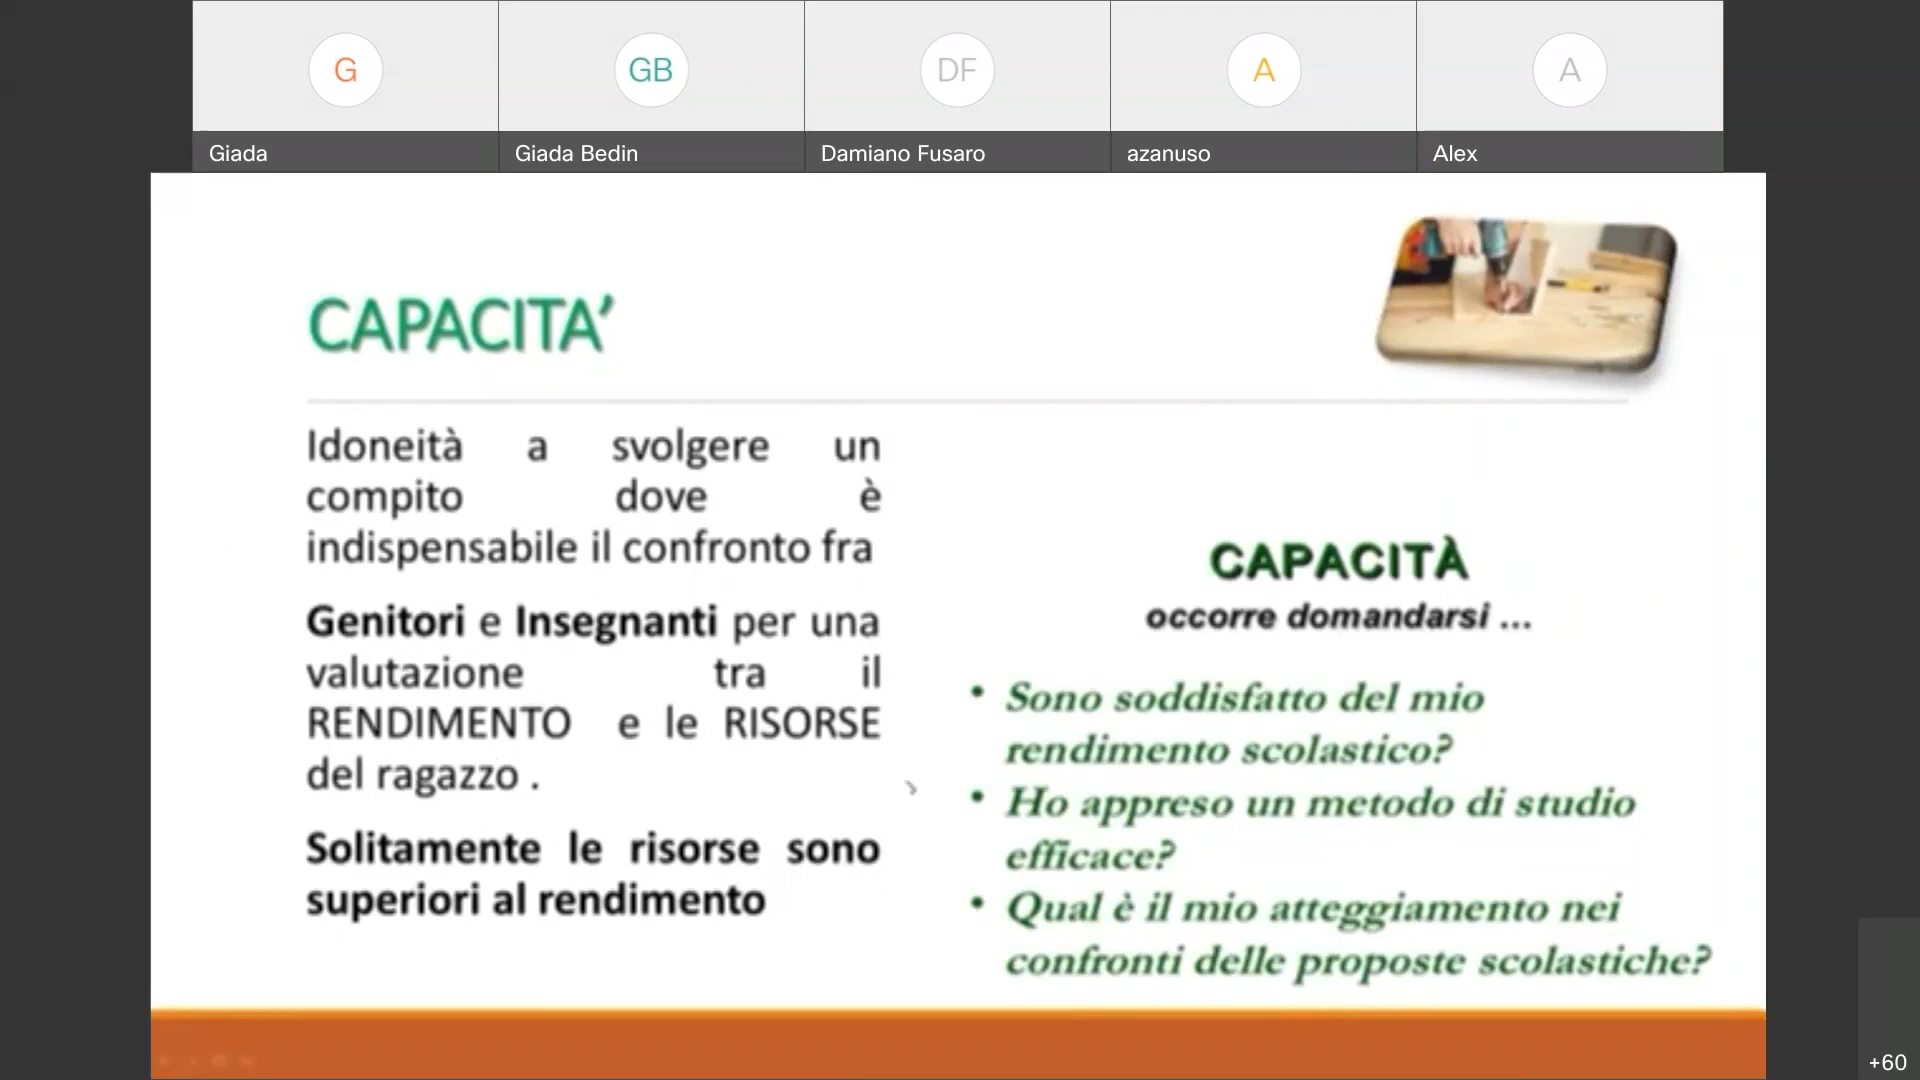 G
GB
DF
A
A
Giada
Giada Bedin
Damiano Fusaro
azanuso
Alex
CAPACITA’
Idoneità a svolgere un
compito dove è
indispensabile il confronto fra
Genitori e Insegnanti per una
valutazione tra il
RENDIMENTO e le RISORSE
del ragazzo .
Solitamente le risorse sono
superiori al rendimento
CAPACITÀ
occorre domandarsi ...
• Sono soddisfatto del mio
rendimento scolastico?
• Ho appreso un metodo di studio
efficace?
• Qual è il mio atteggiamento nei
confronti delle proposte scolastiche?
+60